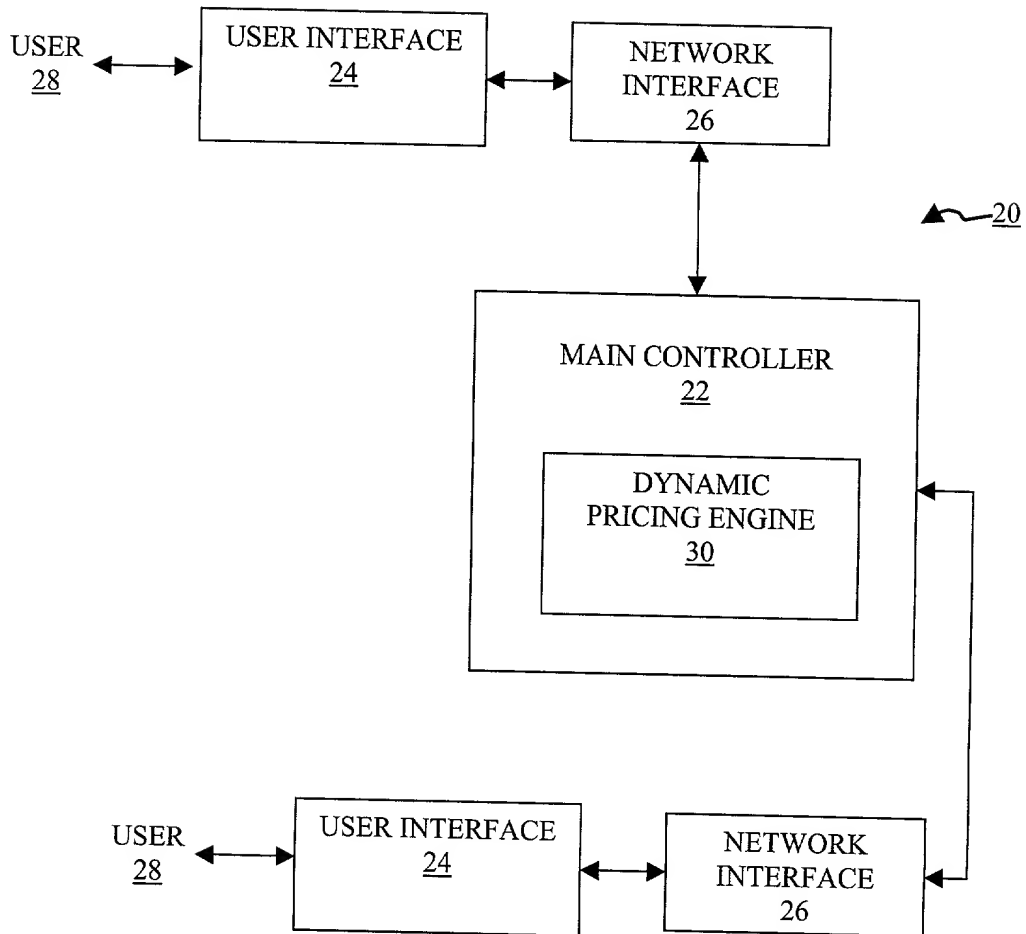 USER
28
USER INTERFACE
24
NETWORK
INTERFACE
26
20
MAIN CONTROLLER
22
DYNAMIC
PRICING ENGINE
30
USER
28
USER INTERFACE
24
NETWORK
INTERFACE
26